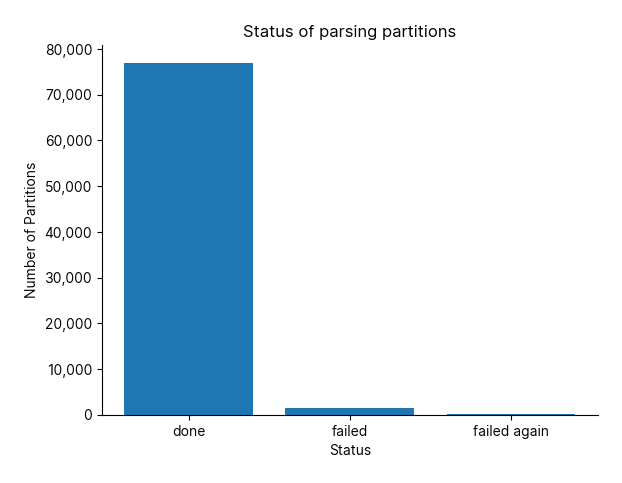 Status of parsing partitions
80,000
70,000
60,000
50,000
40,000
30,000
20,000
10,000
0
Number of Partitions
done
failed
failed again
Status